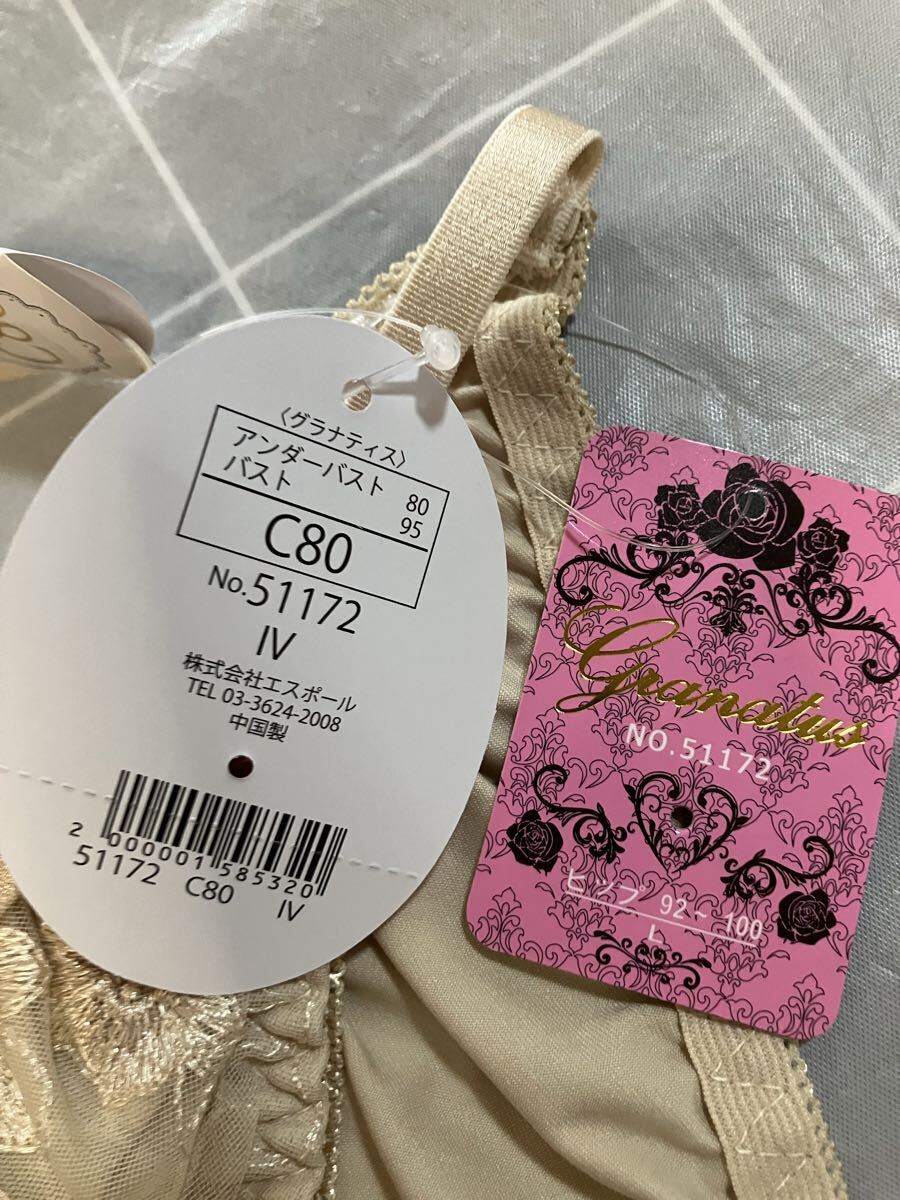 〈グラナティス〉
アンダーバスト 80
バスト 95
C80
No.51172
IV
株式会社エスポール
TEL 03-3624-2008
中国製
2 000001 585320
51172 C80 IV
Granatus
NO.51172
ヒップ 92～100
L